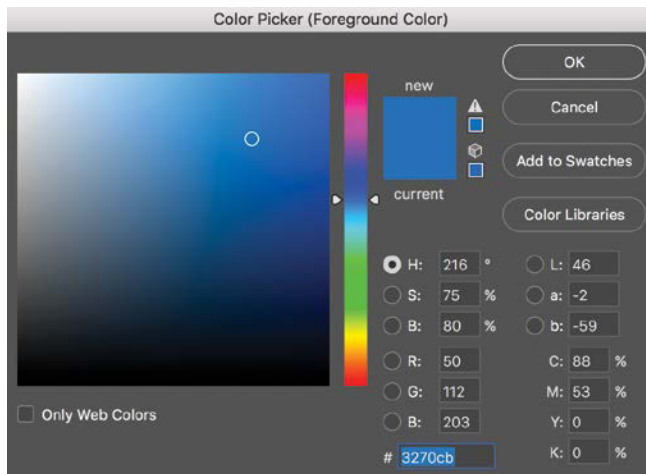 Color Picker (Foreground Color)
new
current
OK
Cancel
Add to Swatches
Color Libraries
H: 216 °
S: 75 %
B: 80 %
R: 50
G: 112
B: 203
# 3270cb
L: 46
a: -2
b: -59
C: 88 %
M: 53 %
Y: 0 %
K: 0 %
Only Web Colors